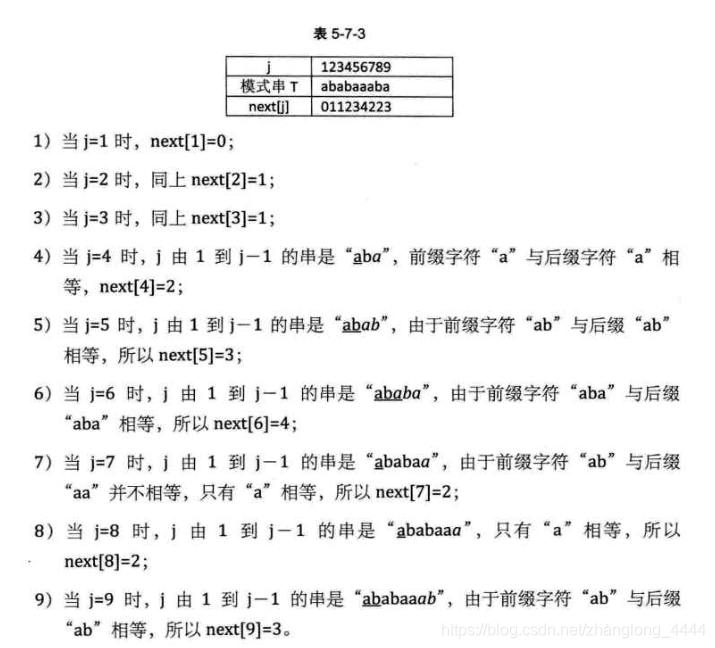 表 5-7-3
j 123456789
模式串 T ababaaaba
next[j] 011234223
1）当 j=1 时，next[1]=0；
2）当 j=2 时，同上 next[2]=1；
3）当 j=3 时，同上 next[3]=1；
4）当 j=4 时，j 由 1 到 j－1 的串是“aba”，前缀字符“a”与后缀字符“a”相
等，next[4]=2；
5）当 j=5 时，j 由 1 到 j－1 的串是“abab”，由于前缀字符“ab”与后缀“ab”
相等，所以 next[5]=3；
6）当 j=6 时，j 由 1 到 j－1 的串是“ababa”，由于前缀字符“aba”与后缀
“aba”相等，所以 next[6]=4；
7）当 j=7 时，j 由 1 到 j－1 的串是“ababaa”，由于前缀字符“ab”与后缀
“aa”并不相等，只有“a”相等，所以 next[7]=2；
8）当 j=8 时，j 由 1 到 j－1 的串是“ababaaa”，只有“a”相等，所以
next[8]=2；
9）当 j=9 时，j 由 1 到 j－1 的串是“ababaaab”，由于前缀字符“ab”与后缀
“ab”相等，所以 next[9]=3。
https://blog.csdn.net/zhanglong_4444